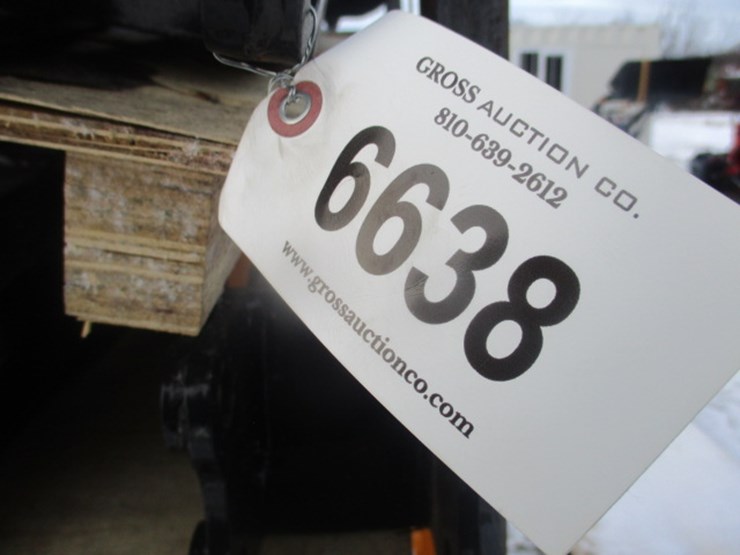 GROSS AUCTION CO.
810-639-2612
6638
www.grossauctionco.com